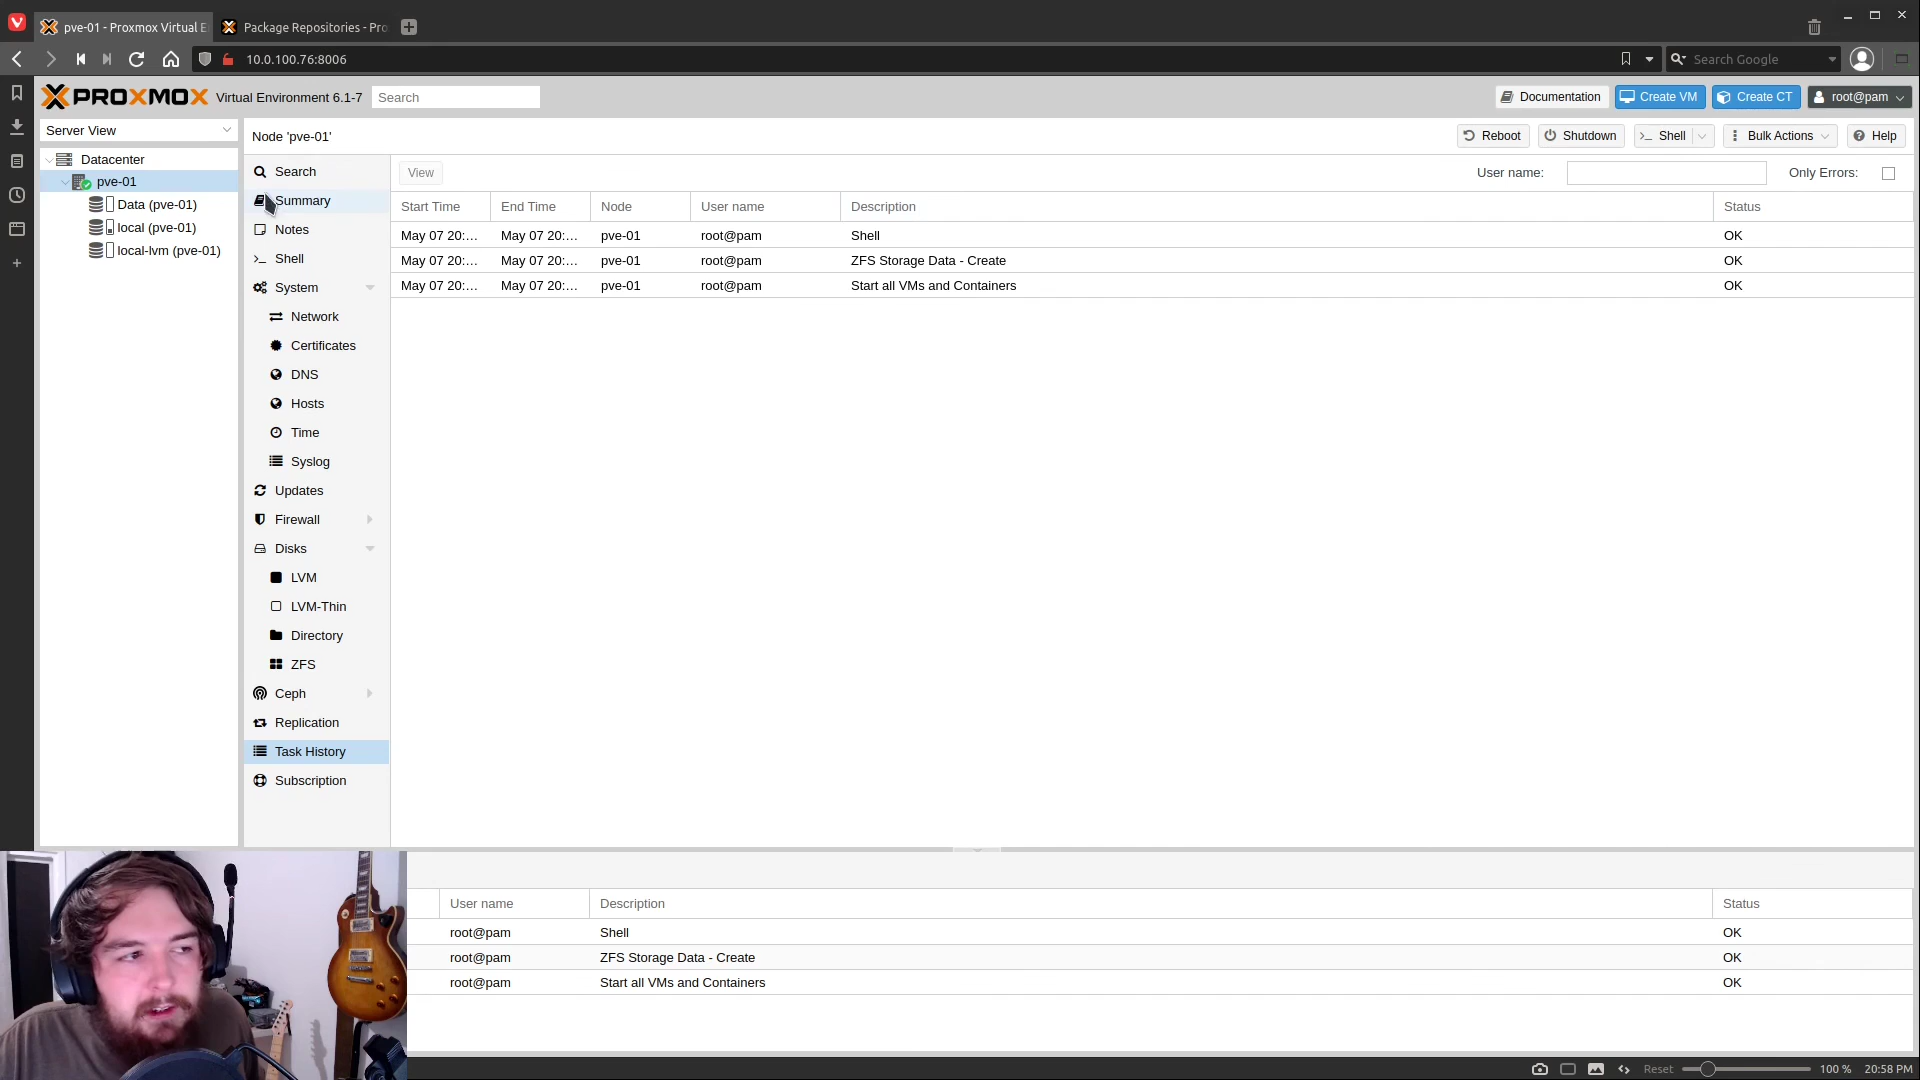 pve-01 - Proxmox Virtual E
Package Repositories - Pro
10.0.100.76:8006
Search Google
PROXMOX Virtual Environment 6.1-7
Search
Documentation
Create VM
Create CT
root@pam
Server View
Node 'pve-01'
Reboot
Shutdown
Shell
Bulk Actions
Help
Datacenter
pve-01
Data (pve-01)
local (pve-01)
local-lvm (pve-01)
Search
Summary
Notes
Shell
System
Network
Certificates
DNS
Hosts
Time
Syslog
Updates
Firewall
Disks
LVM
LVM-Thin
Directory
ZFS
Ceph
Replication
Task History
Subscription
View
User name:
Only Errors:
Start Time End Time Node User name Description Status
May 07 20:... May 07 20:... pve-01 root@pam Shell OK
May 07 20:... May 07 20:... pve-01 root@pam ZFS Storage Data - Create OK
May 07 20:... May 07 20:... pve-01 root@pam Start all VMs and Containers OK
User name Description Status
root@pam Shell OK
root@pam ZFS Storage Data - Create OK
root@pam Start all VMs and Containers OK
Reset 100 % 20:58 PM